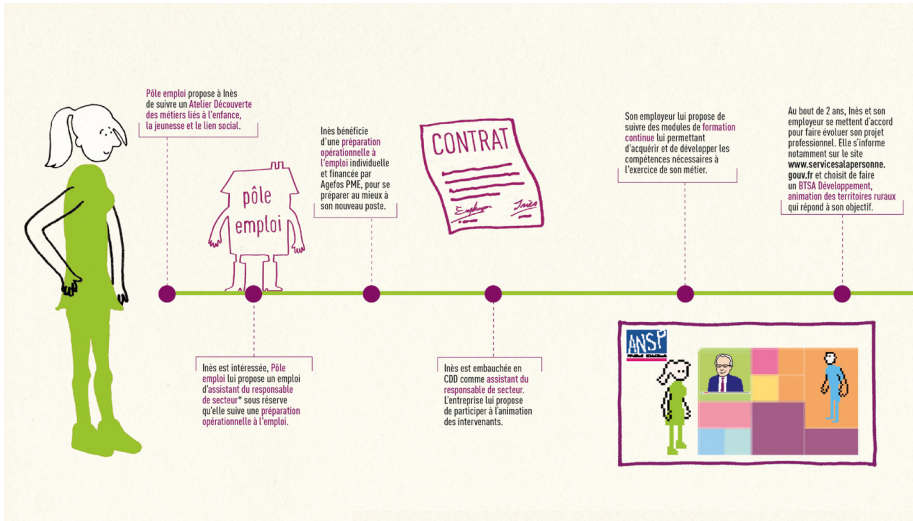 Pôle emploi propose à Inès
de suivre un Atelier Découverte
des métiers liés à l'enfance,
la jeunesse et le lien social.
pôle
emploi
Inès est intéressée, Pôle
emploi lui propose un emploi
d'assistant du responsable
de secteur* sous réserve
qu'elle suive une préparation
opérationnelle à l'emploi.
Inès bénéficie
d'une préparation
opérationnelle à
l'emploi individuelle
et financée par
Agefos PME, pour se
préparer au mieux à
son nouveau poste.
CONTRAT
Employeur
Inès
Inès est embauchée en
CDD comme assistant du
responsable de secteur.
L'entreprise lui propose
de participer à l'animation
des intervenants.
Son employeur lui propose de
suivre des modules de formation
continue lui permettant
d'acquérir et de développer les
compétences nécessaires à
l'exercice de son métier.
ANSP
Au bout de 2 ans, Inès et son
employeur se mettent d'accord
pour faire évoluer son projet
professionnel. Elle s'informe
notamment sur le site
www.servicesalapersonne.
gouv.fr et choisit de faire
un BTSA Développement,
animation des territoires ruraux
qui répond à son objectif.